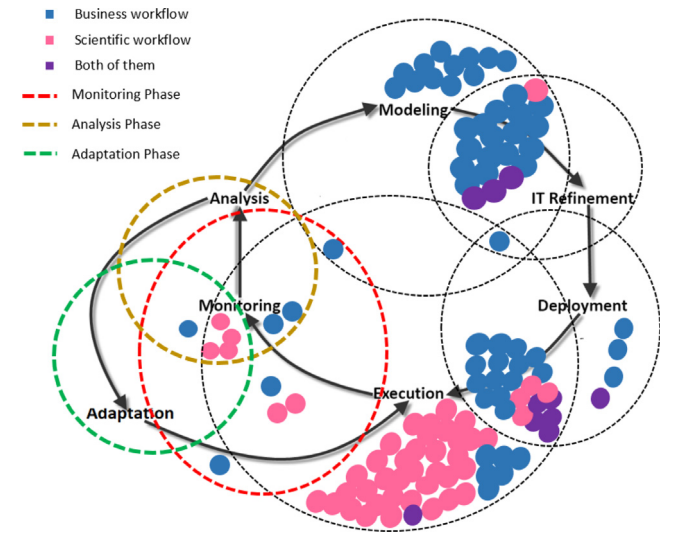 Business workflow
Scientific workflow
Both of them
Monitoring Phase
Analysis Phase
Adaptation Phase
Modeling
Analysis
IT Refinement
Monitoring
Deployment
Execution
Adaptation